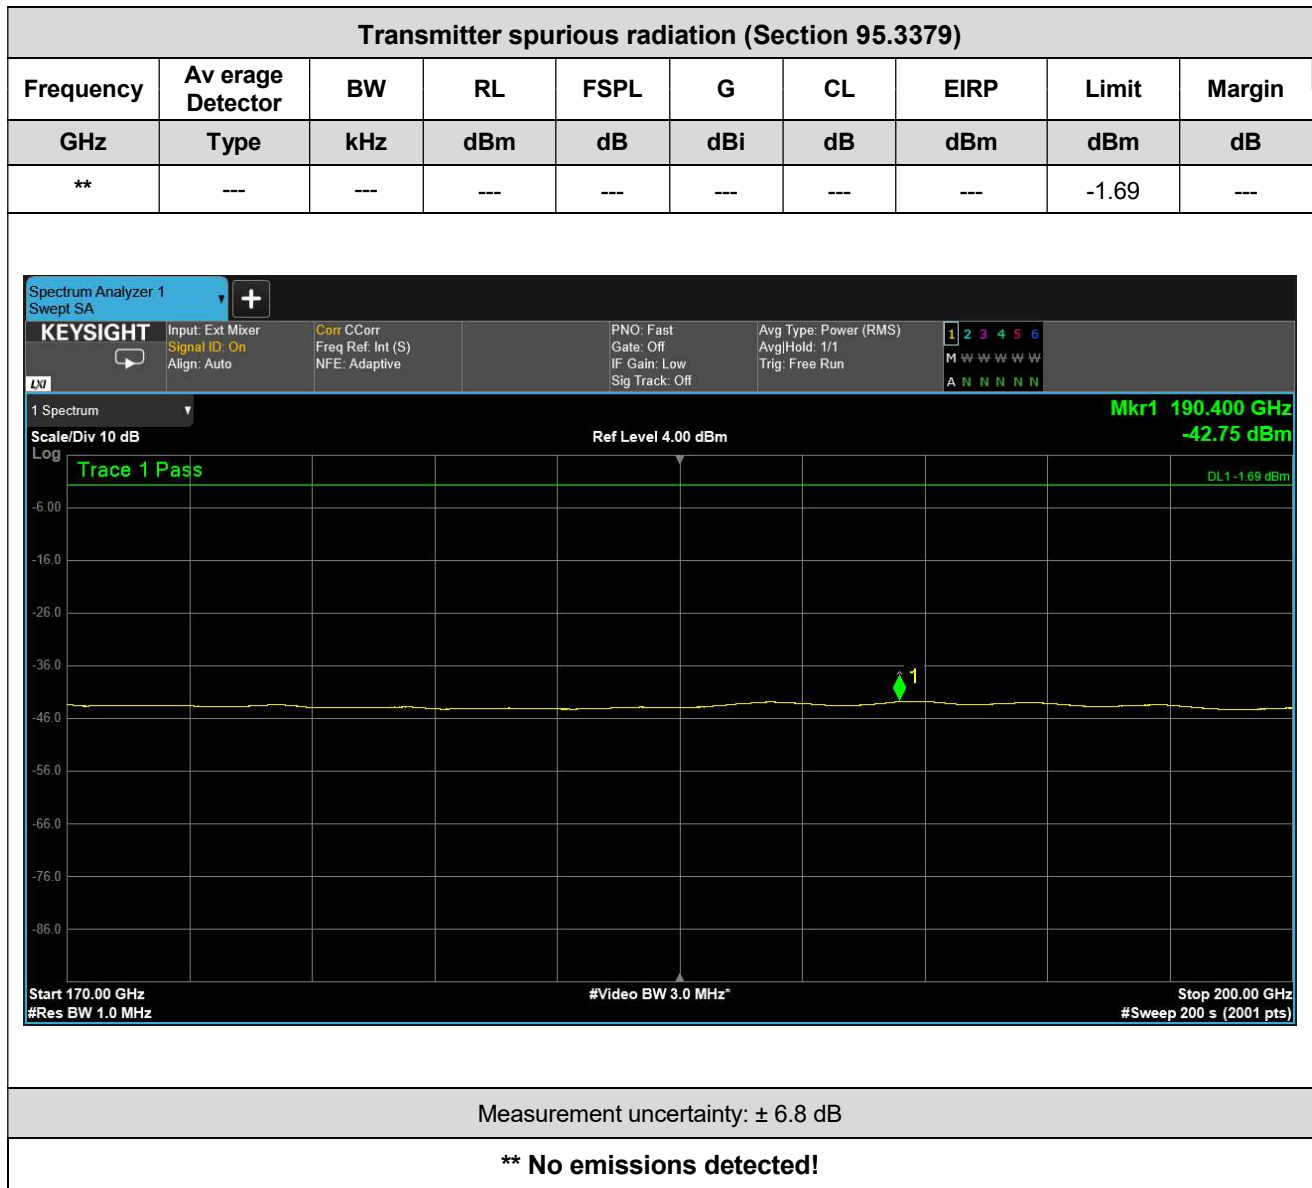 Transmitter spurious radiation (Section 95.3379)
Frequency Av erage Detector BW RL FSPL G CL EIRP Limit Margin
GHz Type kHz dBm dB dBi dB dBm dBm dB
** --- --- --- --- --- --- --- -1.69 ---
Spectrum Analyzer 1
Swept SA
+
KEYSIGHT Input: Ext Mixer Corr CCorr PNO: Fast Avg Type: Power (RMS) 1 2 3 4 5 6
Signal ID: On Freq Ref: Int (S) Gate: Off Avg|Hold: 1/1 M W W W W W
Align: Auto NFE: Adaptive IF Gain: Low Trig: Free Run
LXI Sig Track: Off A N N N N N
1 Spectrum Mkr1 190.400 GHz
Scale/Div 10 dB Ref Level 4.00 dBm -42.75 dBm
Log
Trace 1 Pass DL1 -1.69 dBm
-6.00
-16.0
-26.0
-36.0
1
-46.0
-56.0
-66.0
-76.0
-86.0
Start 170.00 GHz #Video BW 3.0 MHz* Stop 200.00 GHz
#Res BW 1.0 MHz #Sweep 200 s (2001 pts)
Measurement uncertainty: ± 6.8 dB
** No emissions detected!